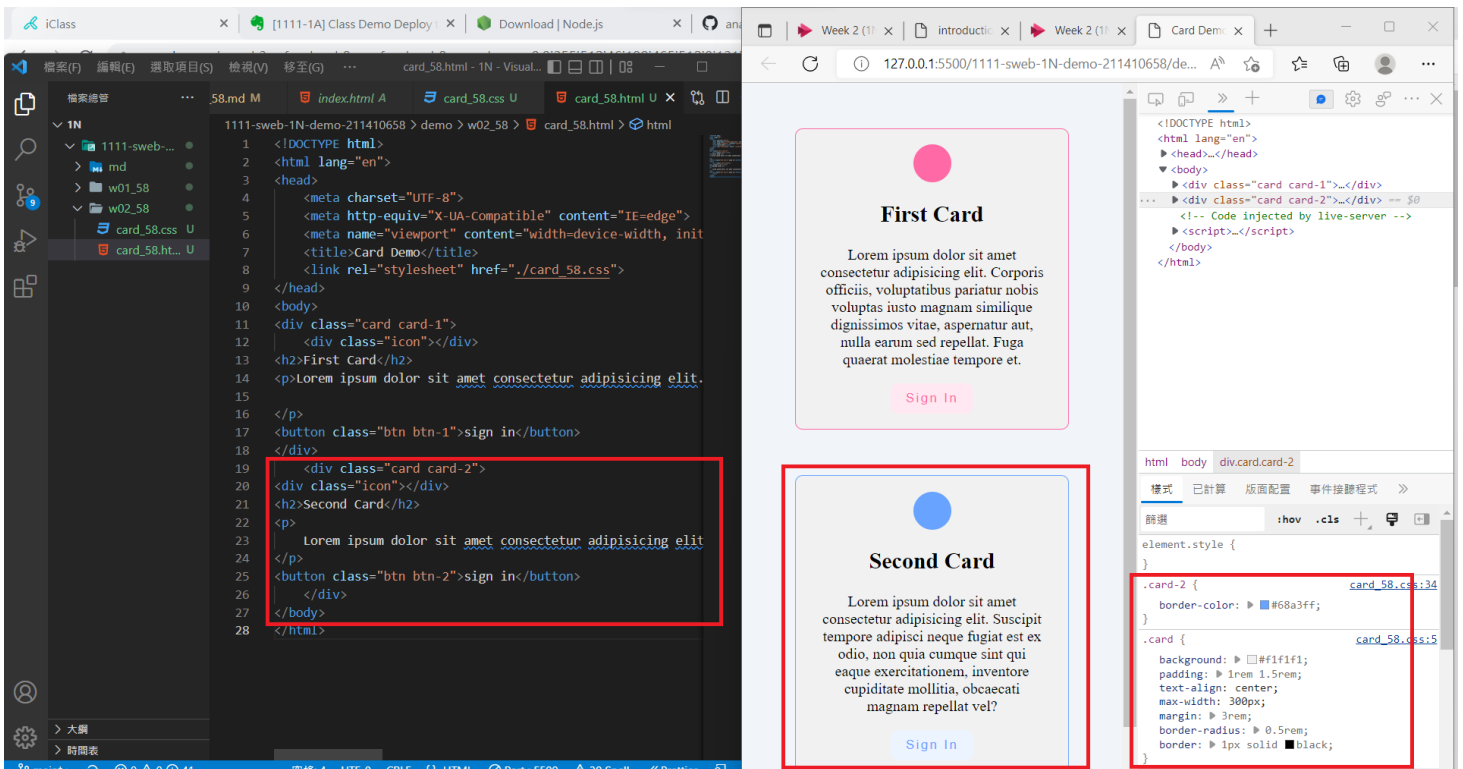 iClass
[1111-1A] Class Demo Deploy
Download | Node.js
檔案(F) 編輯(E) 選取項目(S) 檢視(V) 移至(G) ··· card_58.html - 1N - Visual...
檔案總管 ···
_58.md M index.html A card_58.css U card_58.html U
1N
1111-sweb-...
md
w01_58
w02_58
card_58.css U
card_58.ht... U
9
大綱
時間表
1111-sweb-1N-demo-211410658 > demo > w02_58 > card_58.html > html
1 <!DOCTYPE html>
2 <html lang="en">
3 <head>
4 <meta charset="UTF-8">
5 <meta http-equiv="X-UA-Compatible" content="IE=edge">
6 <meta name="viewport" content="width=device-width, init
7 <title>Card Demo</title>
8 <link rel="stylesheet" href="./card_58.css">
9 </head>
10 <body>
11 <div class="card card-1">
12 <div class="icon"></div>
13 <h2>First Card</h2>
14 <p>Lorem ipsum dolor sit amet consectetur adipisicing elit.
15
16 </p>
17 <button class="btn btn-1">sign in</button>
18 </div>
19 <div class="card card-2">
20 <div class="icon"></div>
21 <h2>Second Card</h2>
22 <p>
23 Lorem ipsum dolor sit amet consectetur adipisicing elit
24 </p>
25 <button class="btn btn-2">sign in</button>
26 </div>
27 </body>
28 </html>
Week 2 (1 introductic Week 2 (1 Card Demo
127.0.0.1:5500/1111-sweb-1N-demo-211410658/de...
First Card
Lorem ipsum dolor sit amet
consectetur adipisicing elit. Corporis
officiis, voluptatibus pariatur nobis
voluptas iusto magnam similique
dignissimos vitae, aspernatur aut,
nulla earum sed repellat. Fuga
quaerat molestiae tempore et.
Sign In
Second Card
Lorem ipsum dolor sit amet
consectetur adipisicing elit. Suscipit
tempore adipisci neque fugiat est ex
odio, non quia cumque sint qui
eaque exercitationem, inventore
cupiditate mollitia, obcaecati
magnam repellat vel?
Sign In
<!DOCTYPE html>
<html lang="en">
<head>…</head>
<body>
<div class="card card-1">…</div>
··· <div class="card card-2">…</div> == $0
<!-- Code injected by live-server -->
<script>…</script>
</body>
</html>
html body div.card.card-2
樣式 已計算 版面配置 事件接聽程式
篩選 :hov .cls
element.style {
}
.card-2 { card_58.css:34
border-color: #68a3ff;
}
.card { card_58.css:5
background: #f1f1f1;
padding: 1rem 1.5rem;
text-align: center;
max-width: 300px;
margin: 3rem;
border-radius: 0.5rem;
border: 1px solid black;
}